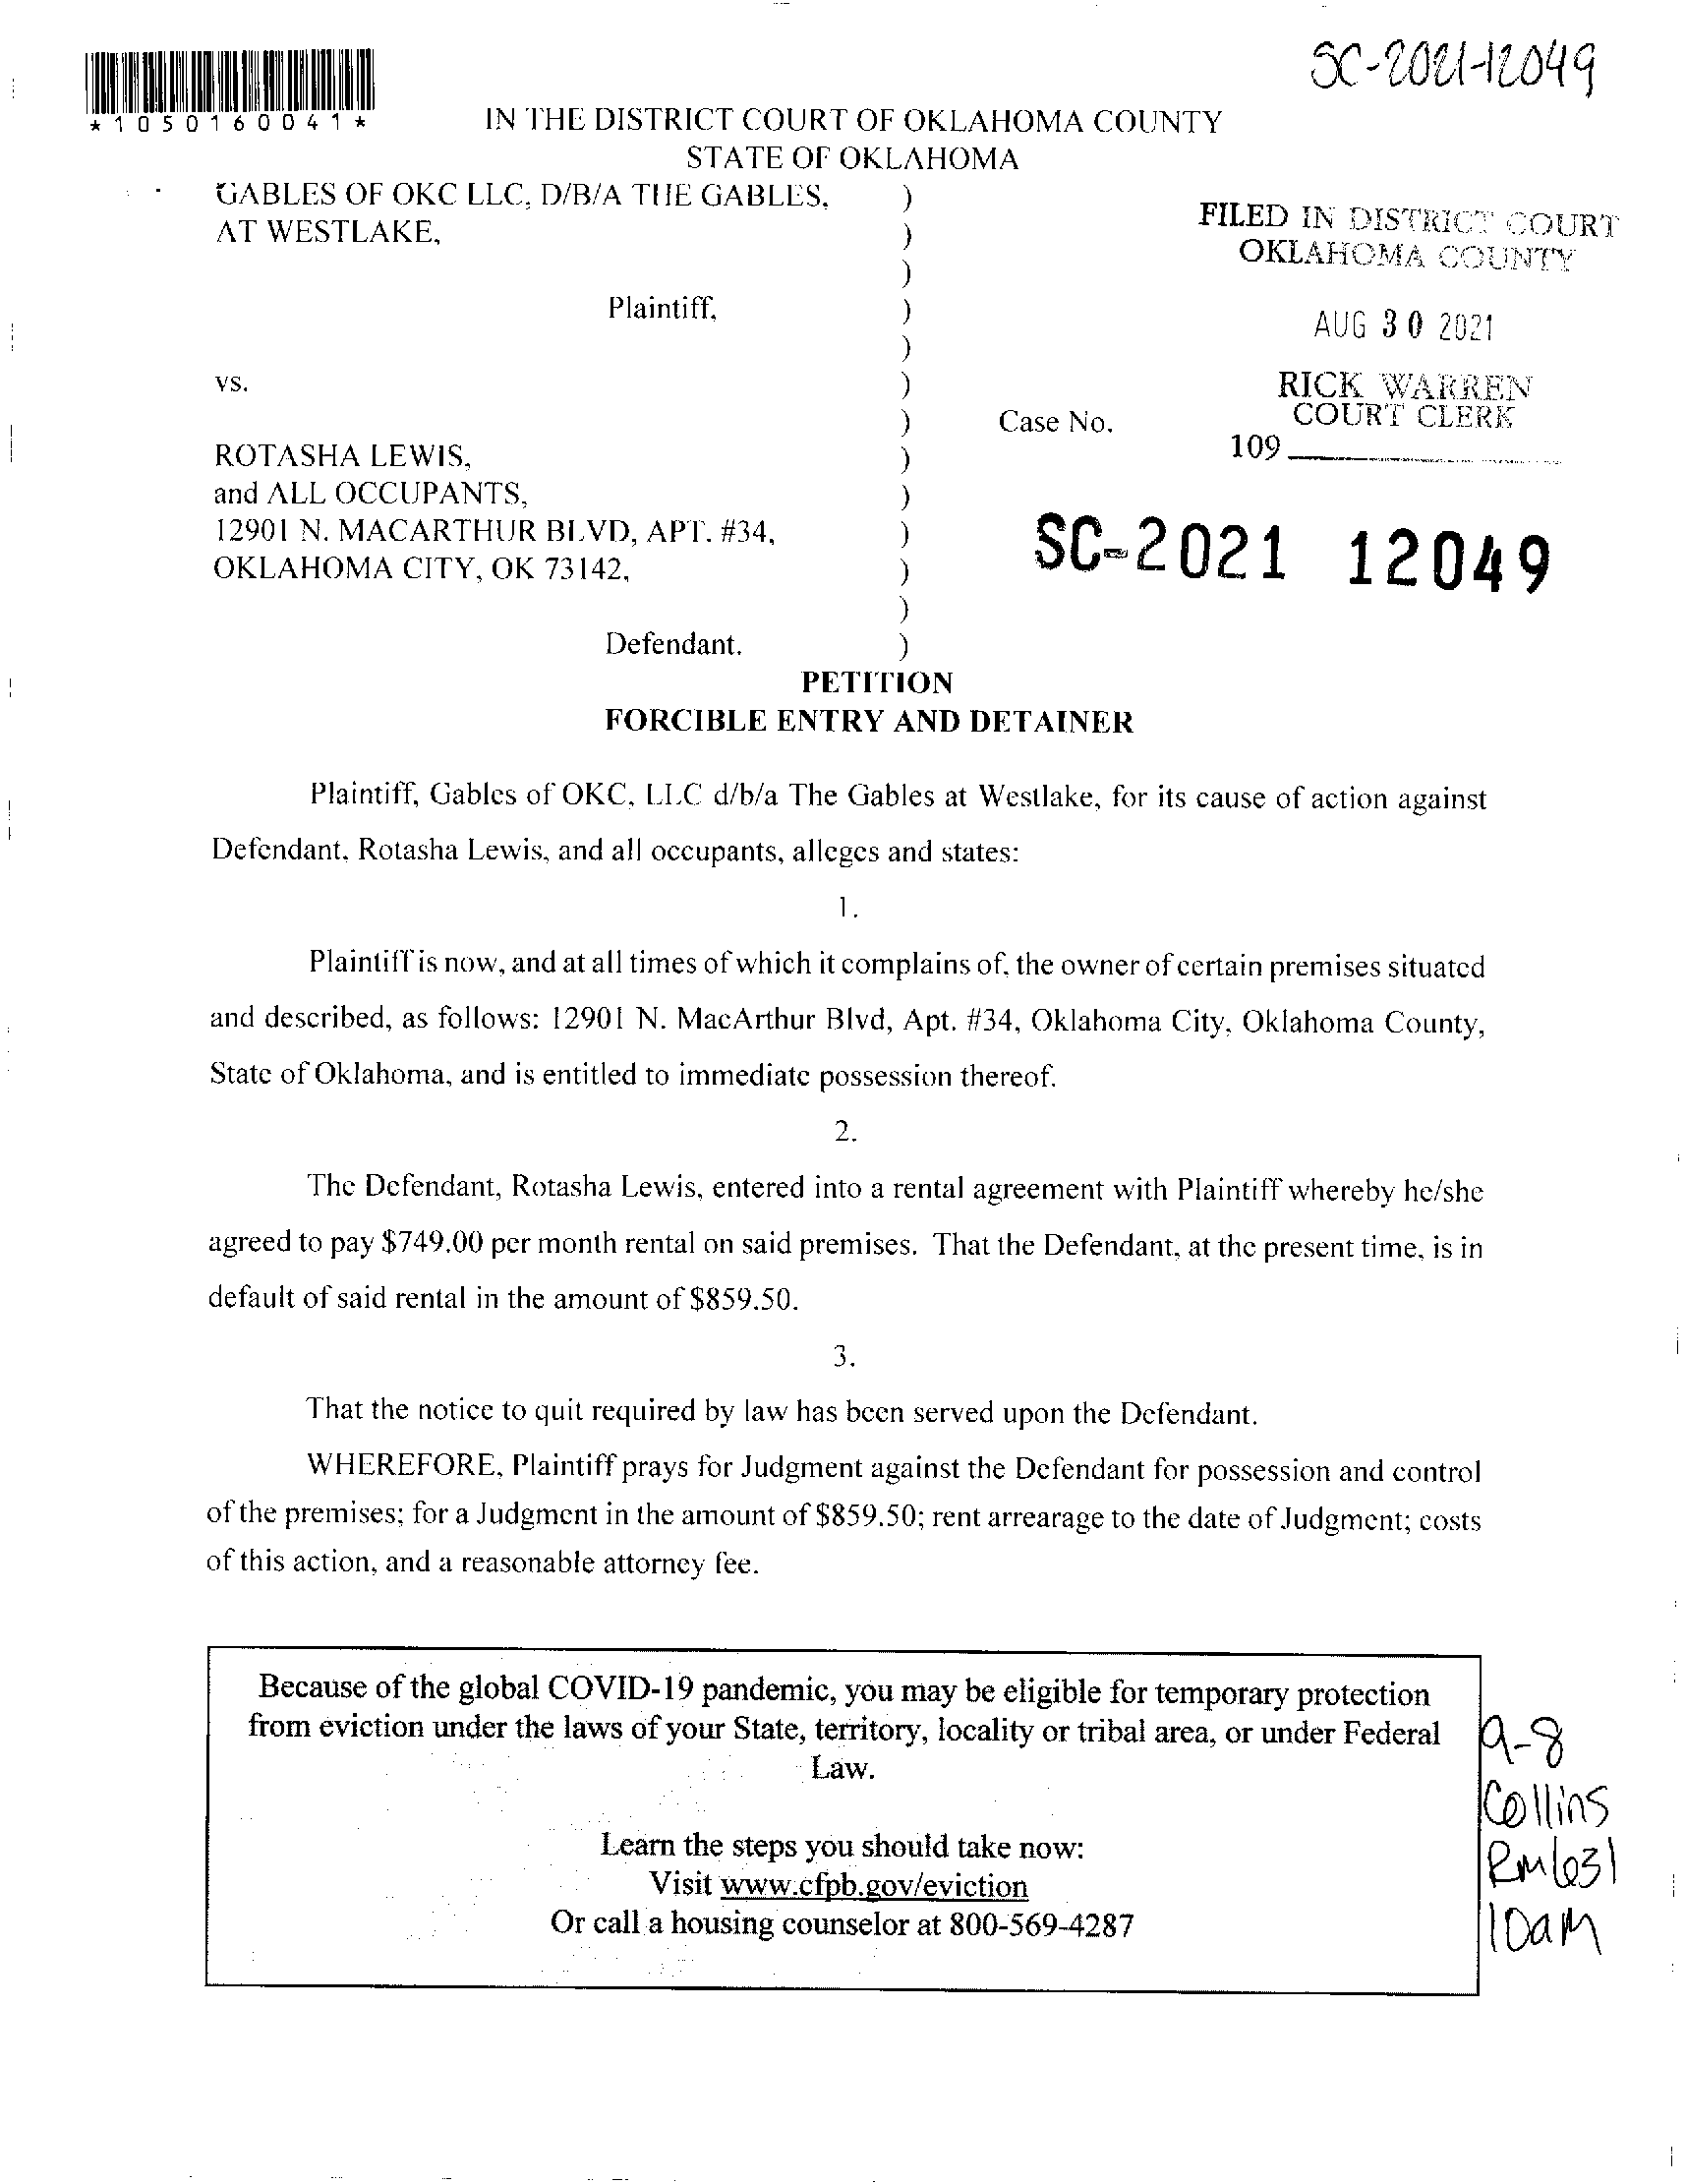 SC-2021-12049
*1050160041*
IN THE DISTRICT COURT OF OKLAHOMA COUNTY
STATE OF OKLAHOMA
GABLES OF OKC LLC, D/B/A THE GABLES, )
AT WESTLAKE, )
)
Plaintiff, )
)
vs. )
) Case No.
ROTASHA LEWIS, )
and ALL OCCUPANTS, )
12901 N. MACARTHUR BLVD, APT. #34, )
OKLAHOMA CITY, OK 73142, )
)
Defendant. )
FILED IN DISTRICT COURT
OKLAHOMA COUNTY
AUG 30 2021
RICK WARREN
COURT CLERK
109
SC-2021 12049
PETITION
FORCIBLE ENTRY AND DETAINER
Plaintiff, Gables of OKC, LLC d/b/a The Gables at Westlake, for its cause of action against
Defendant, Rotasha Lewis, and all occupants, alleges and states:
1.
Plaintiff is now, and at all times of which it complains of, the owner of certain premises situated
and described, as follows: 12901 N. MacArthur Blvd, Apt. #34, Oklahoma City, Oklahoma County,
State of Oklahoma, and is entitled to immediate possession thereof.
2.
The Defendant, Rotasha Lewis, entered into a rental agreement with Plaintiff whereby he/she
agreed to pay $749.00 per month rental on said premises. That the Defendant, at the present time, is in
default of said rental in the amount of $859.50.
3.
That the notice to quit required by law has been served upon the Defendant.
WHEREFORE, Plaintiff prays for Judgment against the Defendant for possession and control
of the premises; for a Judgment in the amount of $859.50; rent arrearage to the date of Judgment; costs
of this action, and a reasonable attorney fee.
Because of the global COVID-19 pandemic, you may be eligible for temporary protection
from eviction under the laws of your State, territory, locality or tribal area, or under Federal
Law.
Learn the steps you should take now:
Visit www.cfpb.gov/eviction
Or call a housing counselor at 800-569-4287
9-8
Collins
Rm631
10am